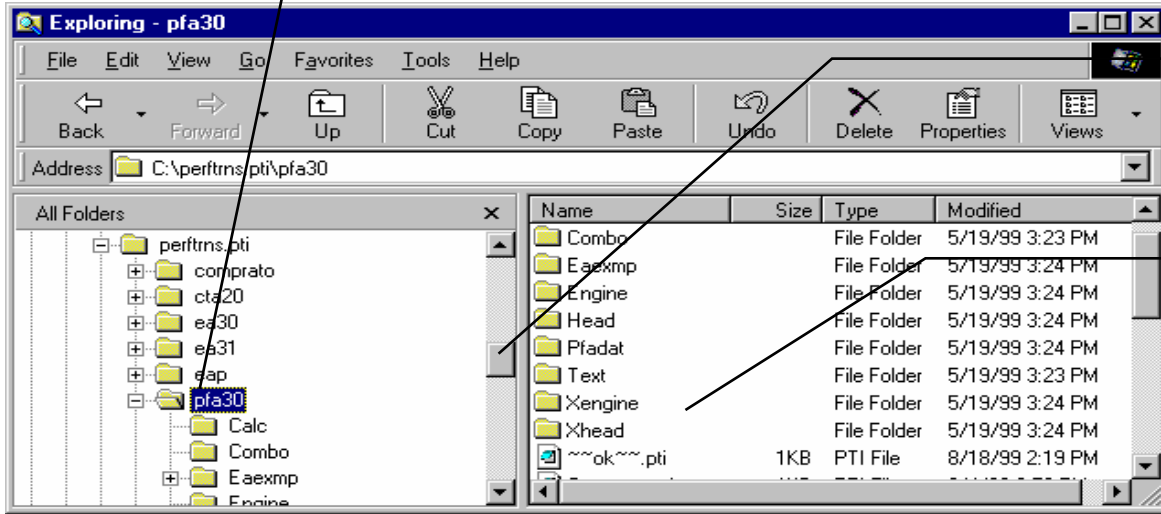 Exploring - pfa30
File Edit View Go Favorites Tools Help
Back Forward Up Cut Copy Paste Undo Delete Properties Views
Address C:\perftrns.pti\pfa30
All Folders
perftrns.pti
comprato
cta20
ea30
ea31
eap
pfa30
Calc
Combo
Eaexmp
Engine
Name Size Type Modified
Combo File Folder 5/19/99 3:23 PM
Eaexmp File Folder 5/19/99 3:24 PM
Engine File Folder 5/19/99 3:24 PM
Head File Folder 5/19/99 3:24 PM
Pfadat File Folder 5/19/99 3:24 PM
Text File Folder 5/19/99 3:23 PM
Xengine File Folder 5/19/99 3:24 PM
Xhead File Folder 5/19/99 3:24 PM
~~ok~~.pti 1KB PTI File 8/18/99 2:19 PM